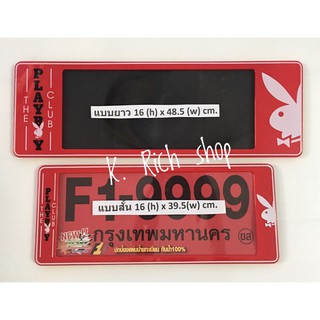 THE
PLAYBOY
CLUB
แบบยาว 16 (h) x 48.5 (w) cm.
K. Rich shop
THE
PLAYBOY
CLUB
F1-9999
แบบสั้น 16 (h) x 39.5(w) cm.
NEW!!
กรุงเทพมหานคร